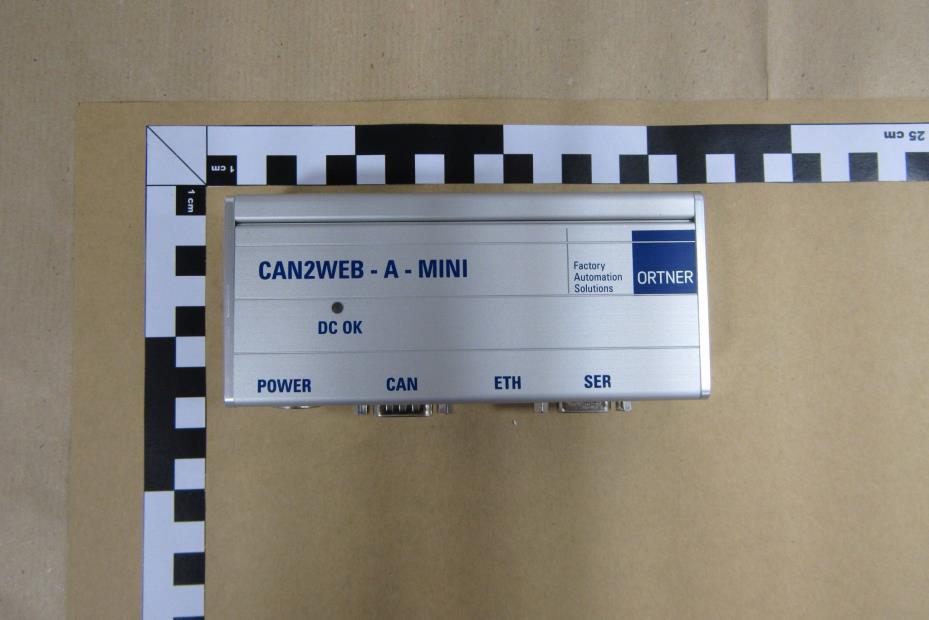 25 cm
1 cm
1 cm
CAN2WEB - A - MINI
Factory
Automation
Solutions
ORTNER
DC OK
POWER
CAN
ETH
SER